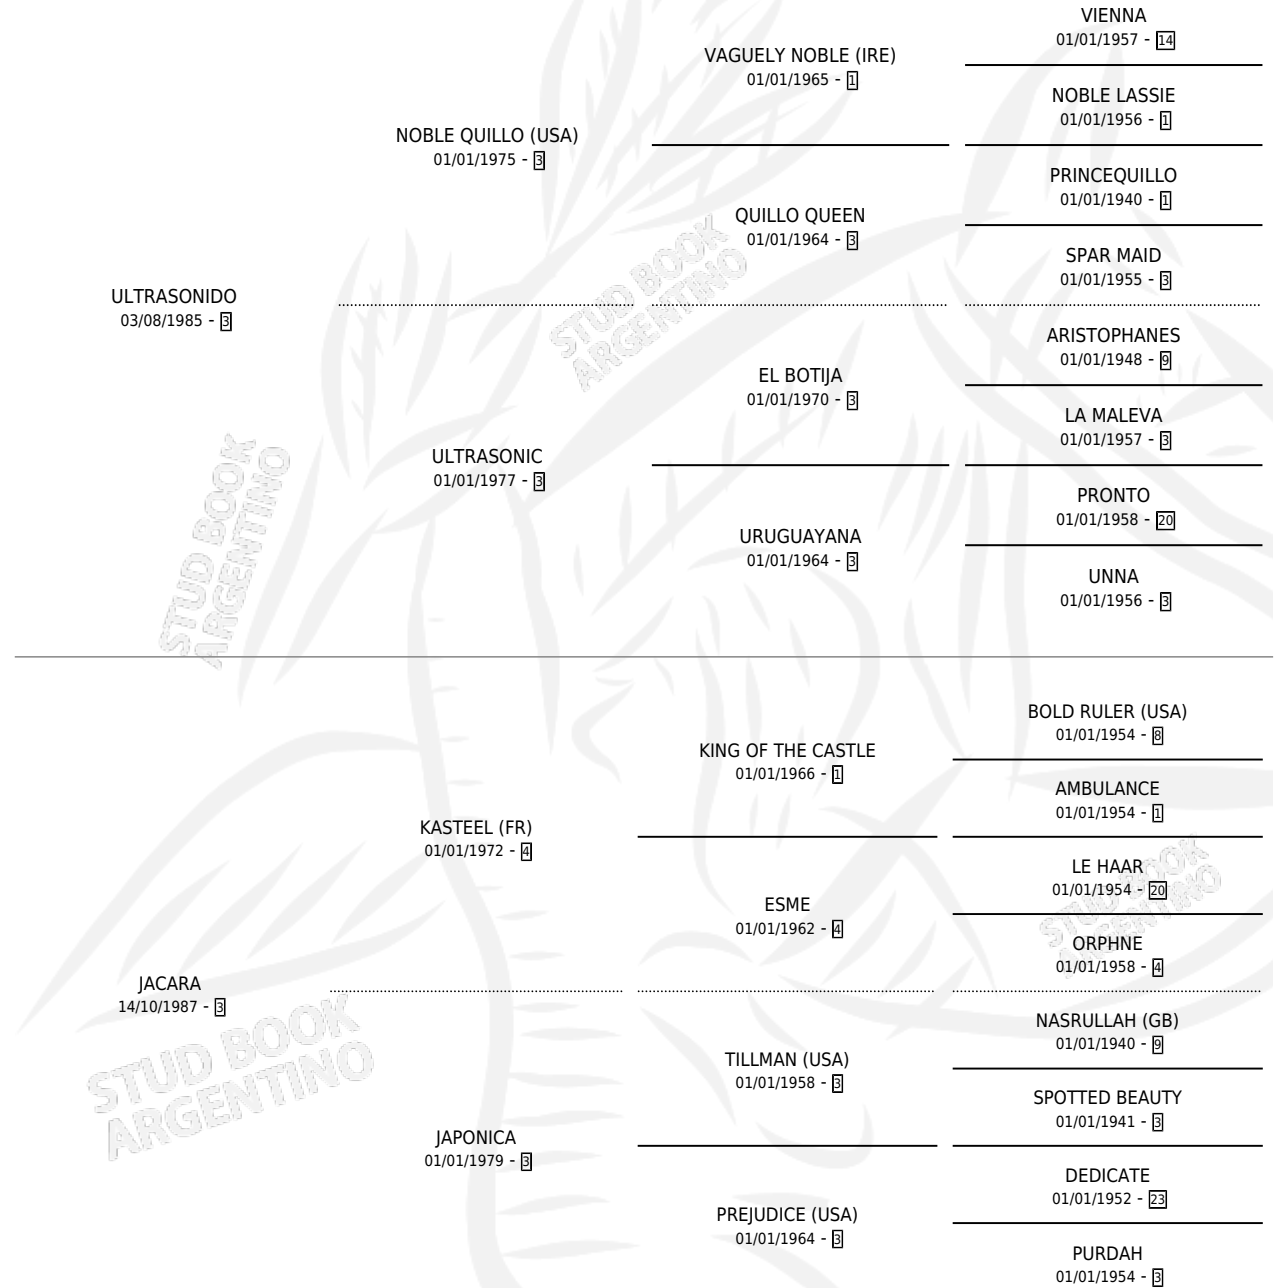 VIENNA
01/01/1957 - 14
VAGUELY NOBLE (IRE)
01/01/1965 - 1
NOBLE LASSIE
01/01/1956 - 1
NOBLE QUILLO (USA)
01/01/1975 - 3
PRINCEQUILLO
01/01/1940 - 1
QUILLO QUEEN
01/01/1964 - 3
SPAR MAID
01/01/1955 - 3
ULTRASONIDO
03/08/1985 - 3
ARISTOPHANES
01/01/1948 - 9
EL BOTIJA
01/01/1970 - 3
LA MALEVA
01/01/1957 - 3
ULTRASONIC
01/01/1977 - 3
PRONTO
01/01/1958 - 20
URUGUAYANA
01/01/1964 - 3
UNNA
01/01/1956 - 3
BOLD RULER (USA)
01/01/1954 - 8
KING OF THE CASTLE
01/01/1966 - 1
AMBULANCE
01/01/1954 - 1
KASTEEL (FR)
01/01/1972 - 4
LE HAAR
01/01/1954 - 20
ESME
01/01/1962 - 4
ORPHNE
01/01/1958 - 4
JACARA
14/10/1987 - 3
NASRULLAH (GB)
01/01/1940 - 9
TILLMAN (USA)
01/01/1958 - 3
SPOTTED BEAUTY
01/01/1941 - 3
JAPONICA
01/01/1979 - 3
DEDICATE
01/01/1952 - 23
PREJUDICE (USA)
01/01/1964 - 3
PURDAH
01/01/1954 - 3
STUD BOOK
ARGENTINO
STUD BOOK
ARGENTINO
STUD BOOK
ARGENTINO
STUD BOOK
ARGENTINO